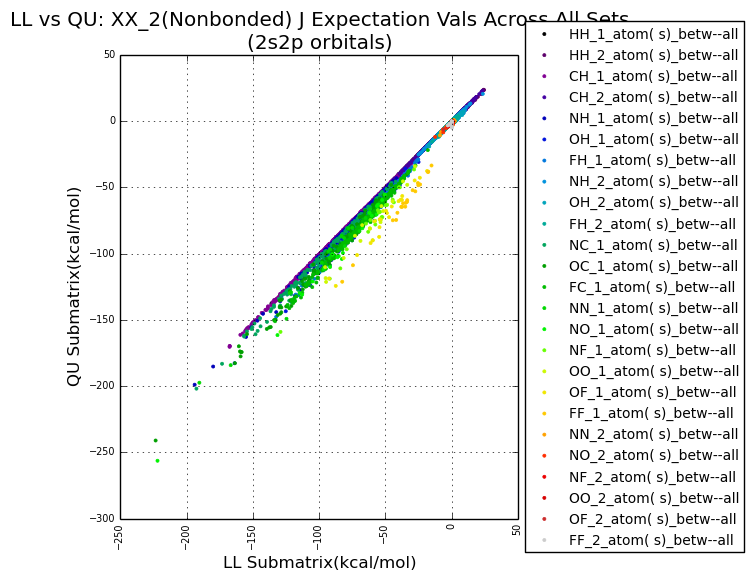 LL vs QU: XX_2(Nonbonded) J Expectation Vals Across All Sets
(2s2p orbitals)
50
0
−50
−100
−150
−200
−250
−300
QU Submatrix(kcal/mol)
−250
−200
−150
−100
−50
0
50
LL Submatrix(kcal/mol)
HH_1_atom( s)_betw--all
HH_2_atom( s)_betw--all
CH_1_atom( s)_betw--all
CH_2_atom( s)_betw--all
NH_1_atom( s)_betw--all
OH_1_atom( s)_betw--all
FH_1_atom( s)_betw--all
NH_2_atom( s)_betw--all
OH_2_atom( s)_betw--all
FH_2_atom( s)_betw--all
NC_1_atom( s)_betw--all
OC_1_atom( s)_betw--all
FC_1_atom( s)_betw--all
NN_1_atom( s)_betw--all
NO_1_atom( s)_betw--all
NF_1_atom( s)_betw--all
OO_1_atom( s)_betw--all
OF_1_atom( s)_betw--all
FF_1_atom( s)_betw--all
NN_2_atom( s)_betw--all
NO_2_atom( s)_betw--all
NF_2_atom( s)_betw--all
OO_2_atom( s)_betw--all
OF_2_atom( s)_betw--all
FF_2_atom( s)_betw--all